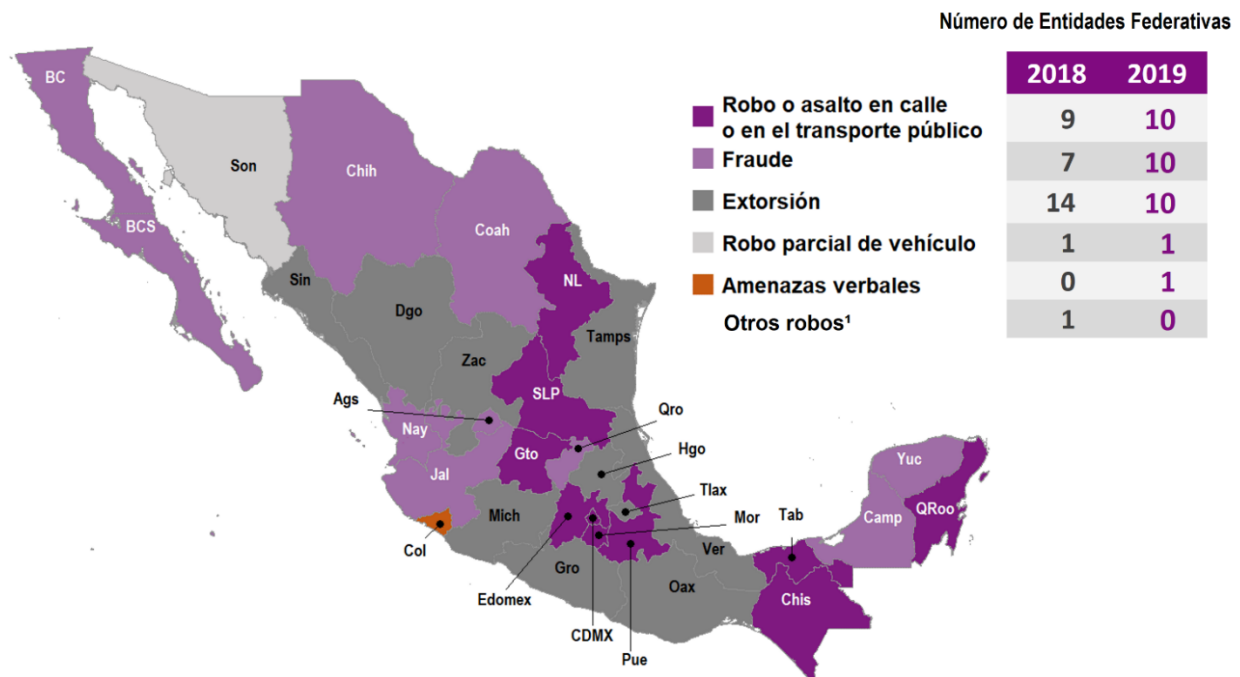 Número de Entidades Federativas
2018 2019
Robo o asalto en calle
o en el transporte público
9 10
Fraude
7 10
Extorsión
14 10
Robo parcial de vehículo
1 1
Amenazas verbales
0 1
Otros robos¹
1 0
BC
Son
Chih
BCS
Coah
Sin
NL
Dgo
Tamps
Zac
SLP
Ags
Qro
Nay
Gto
Hgo
Jal
Yuc
Tlax
QRoo
Mich
Mor
Tab
Camp
Col
Ver
Gro
Oax
Edomex
Chis
CDMX
Pue